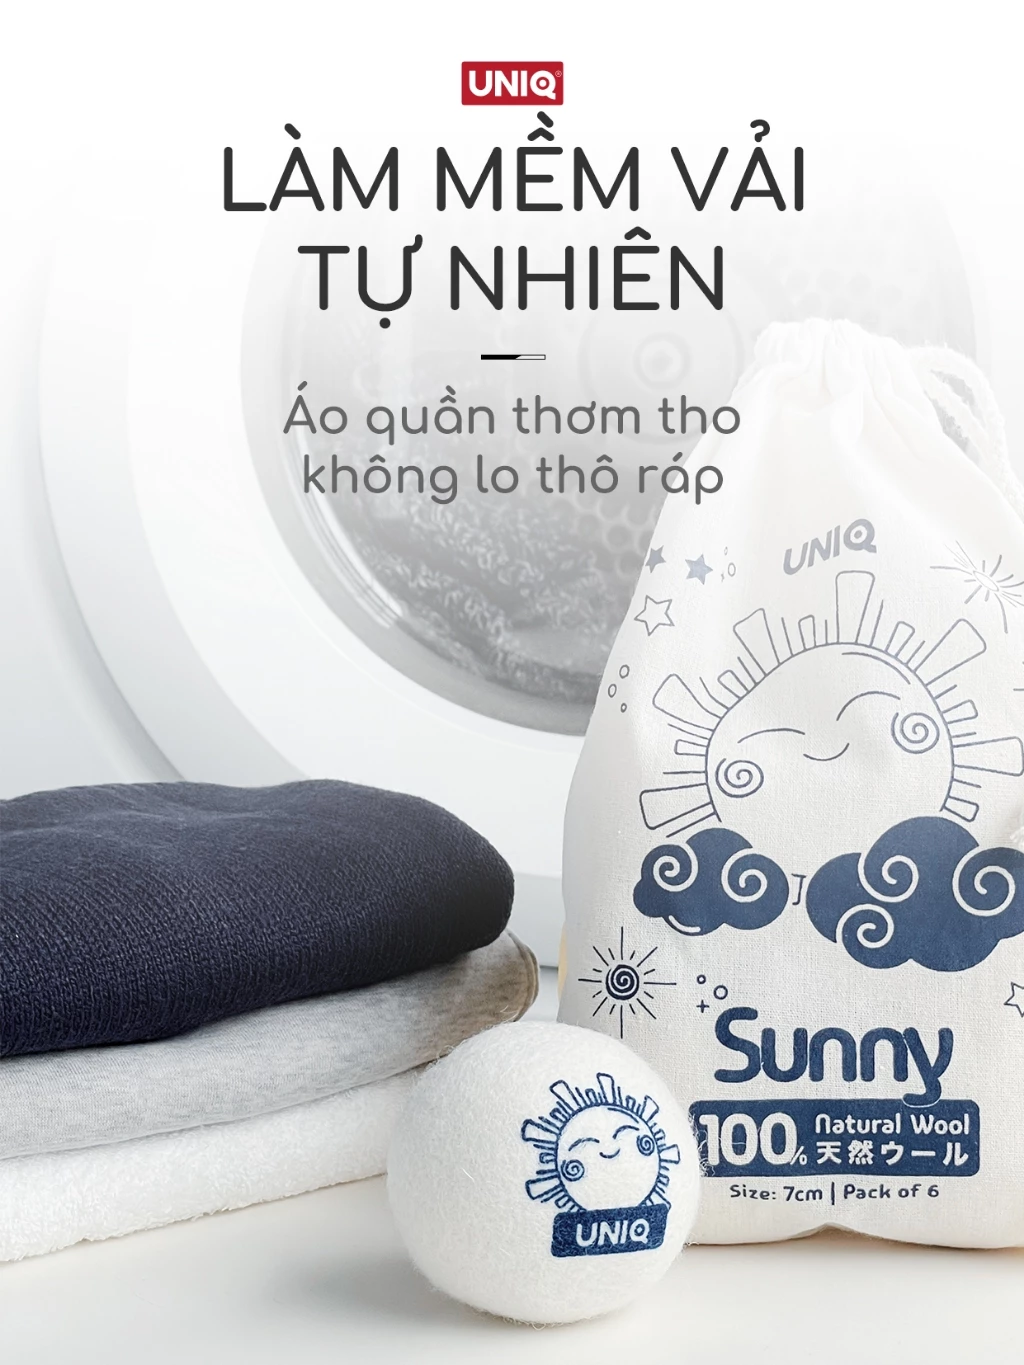 UNIQ®
LÀM MỀM VẢI
TỰ NHIÊN
Áo quần thơm tho
không lo thô ráp
UNIQ
Sunny
100% Natural Wool
天然ウール
Size: 7cm | Pack of 6
UNIQ